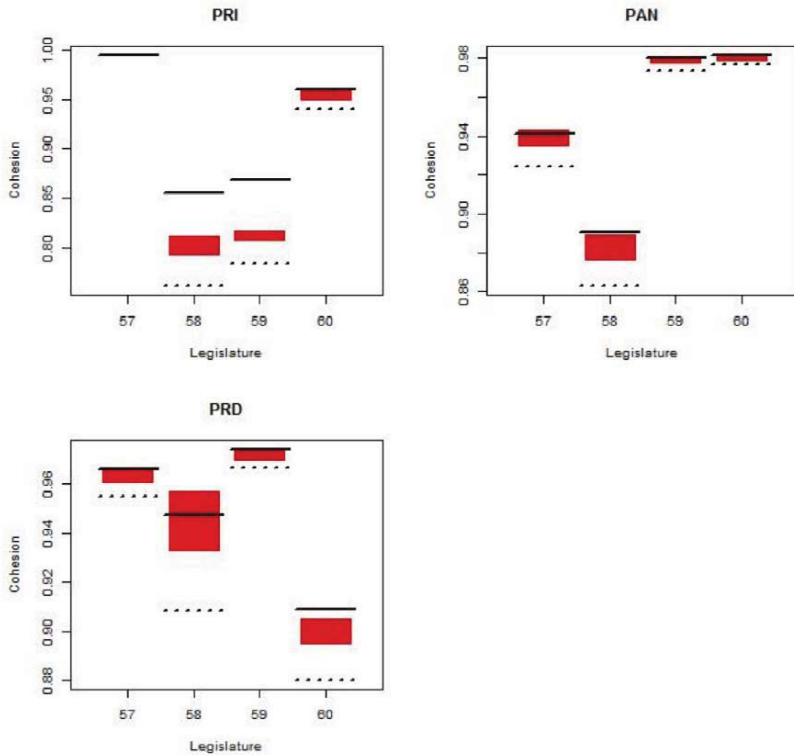 PRI
Cohesion
1.00
0.95
0.90
0.85
0.80
57 58 59 60
Legislature
PAN
Cohesion
0.98
0.94
0.90
0.86
57 58 59 60
Legislature
PRD
Cohesion
0.96
0.94
0.92
0.90
0.88
57 58 59 60
Legislature